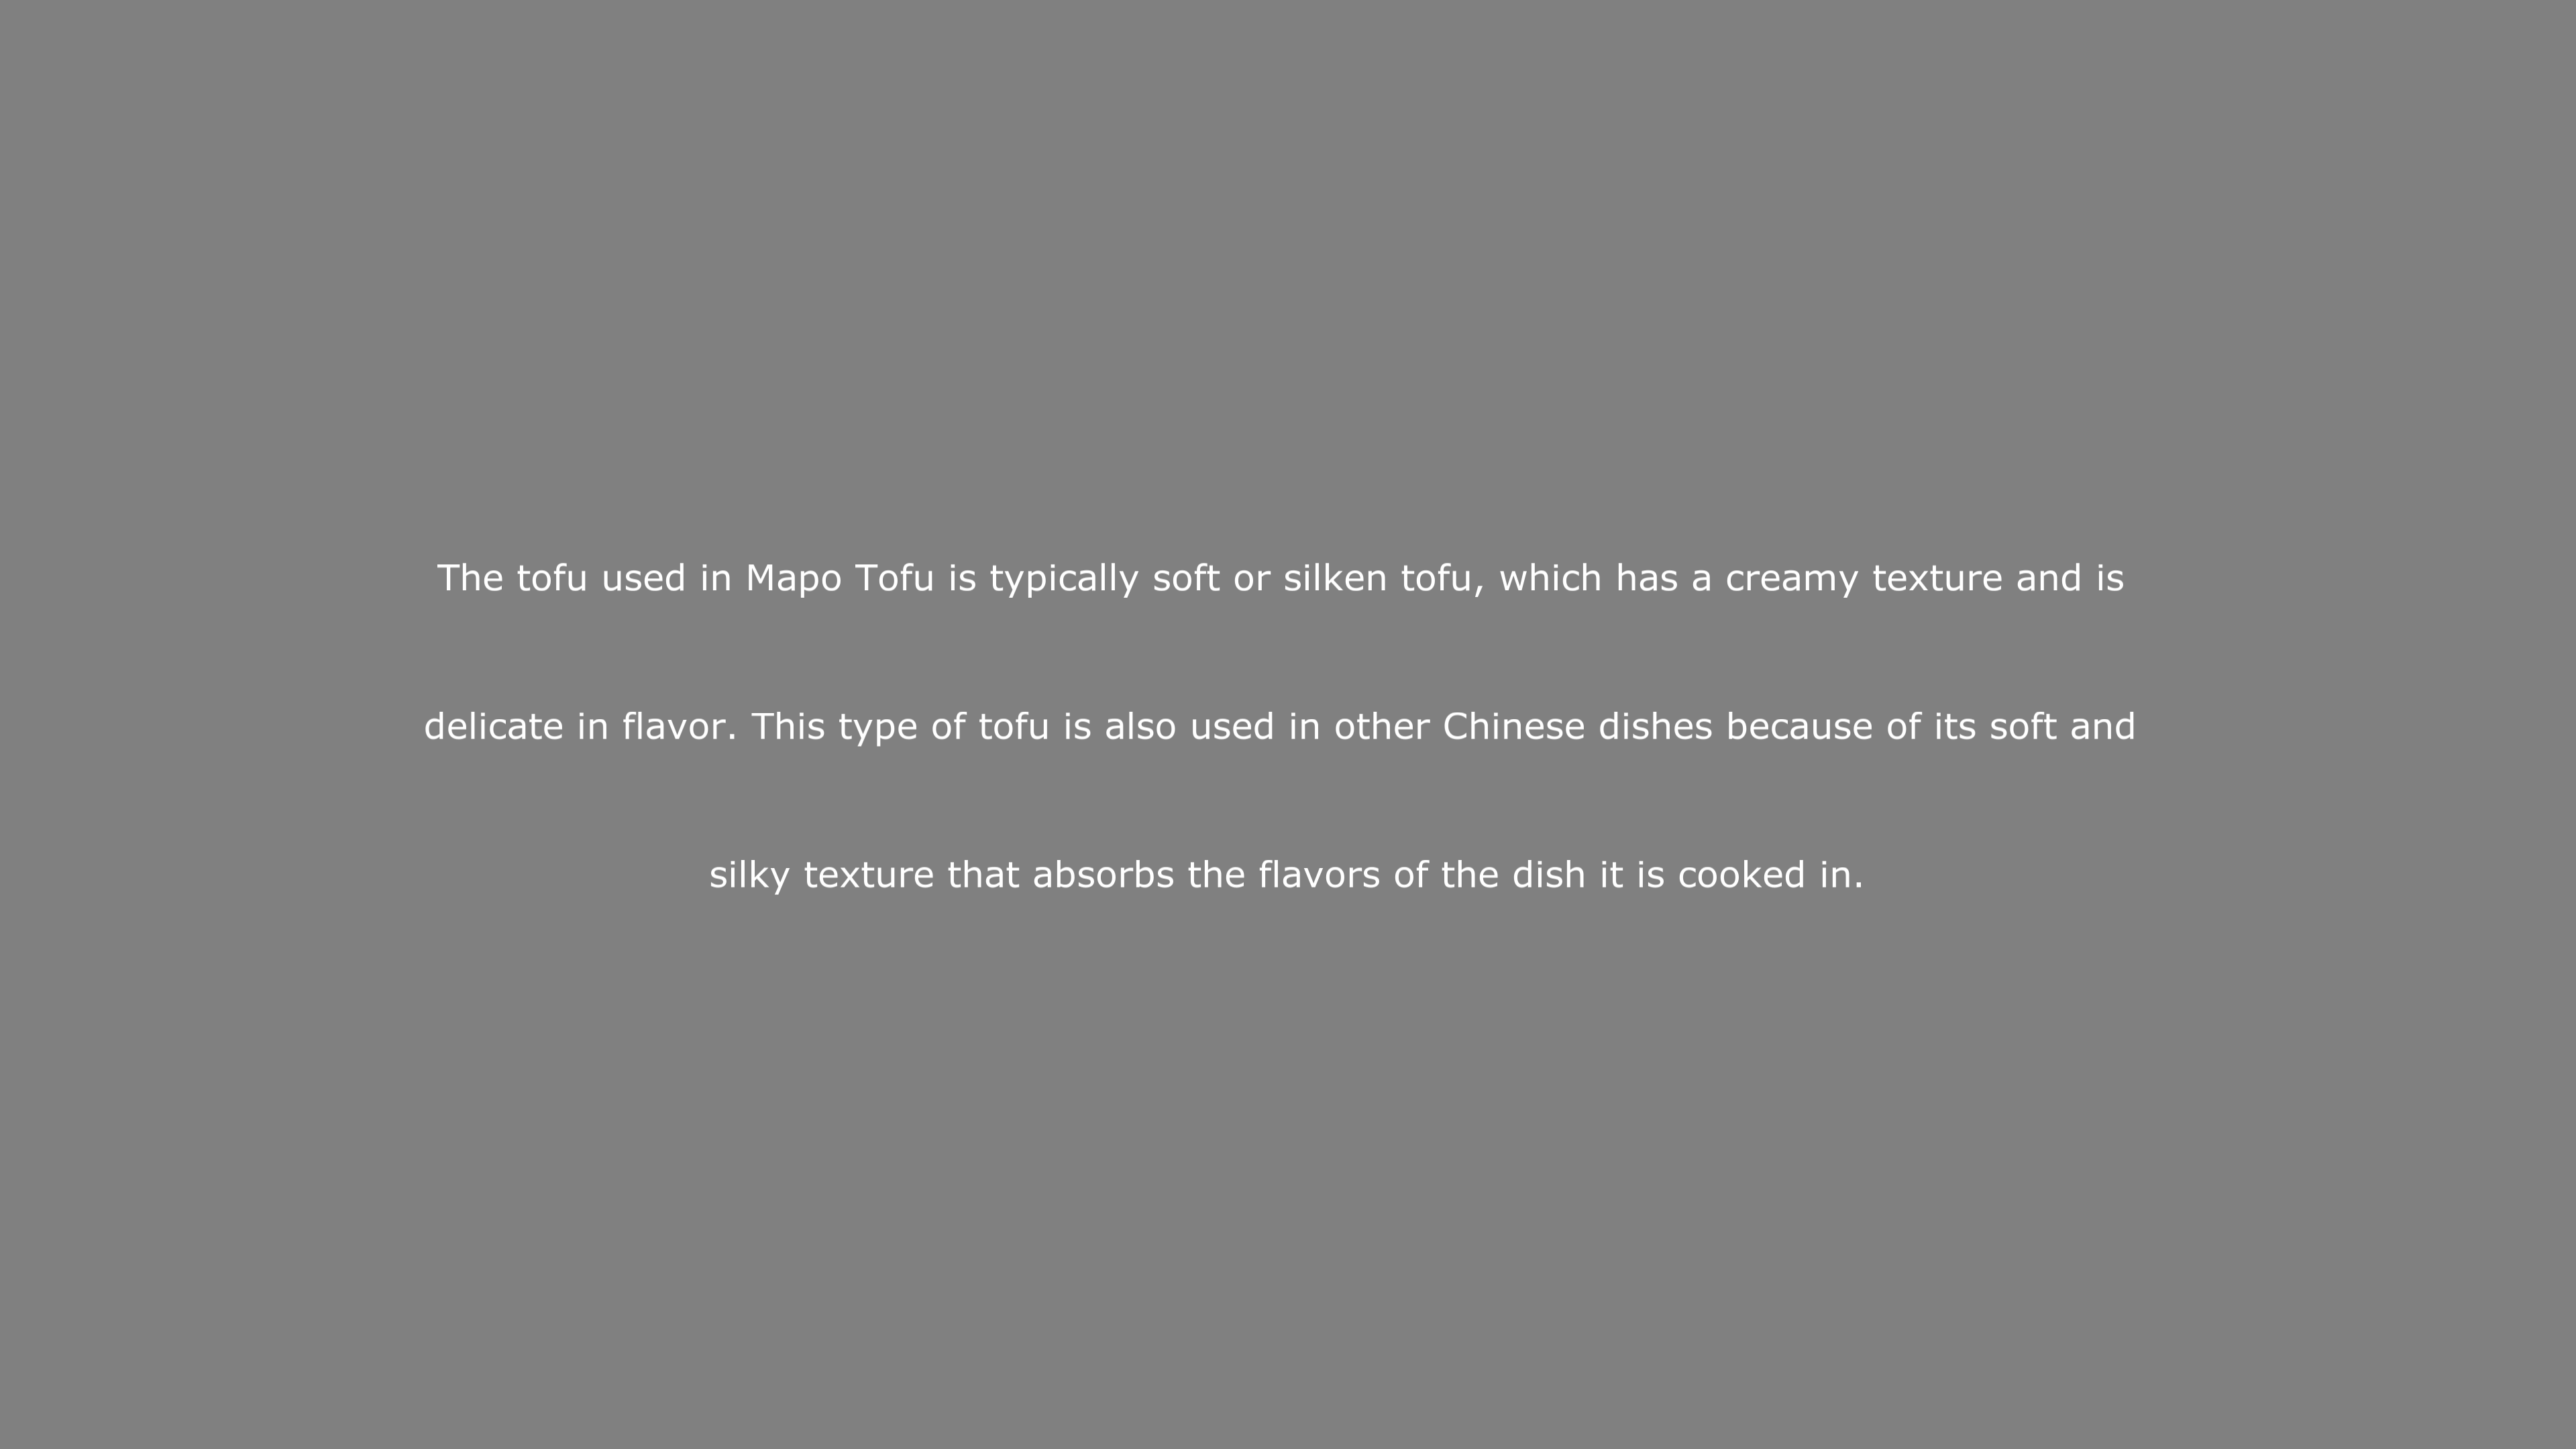 The tofu used in Mapo Tofu is typically soft or silken tofu, which has a creamy texture and is
delicate in flavor. This type of tofu is also used in other Chinese dishes because of its soft and
silky texture that absorbs the flavors of the dish it is cooked in.